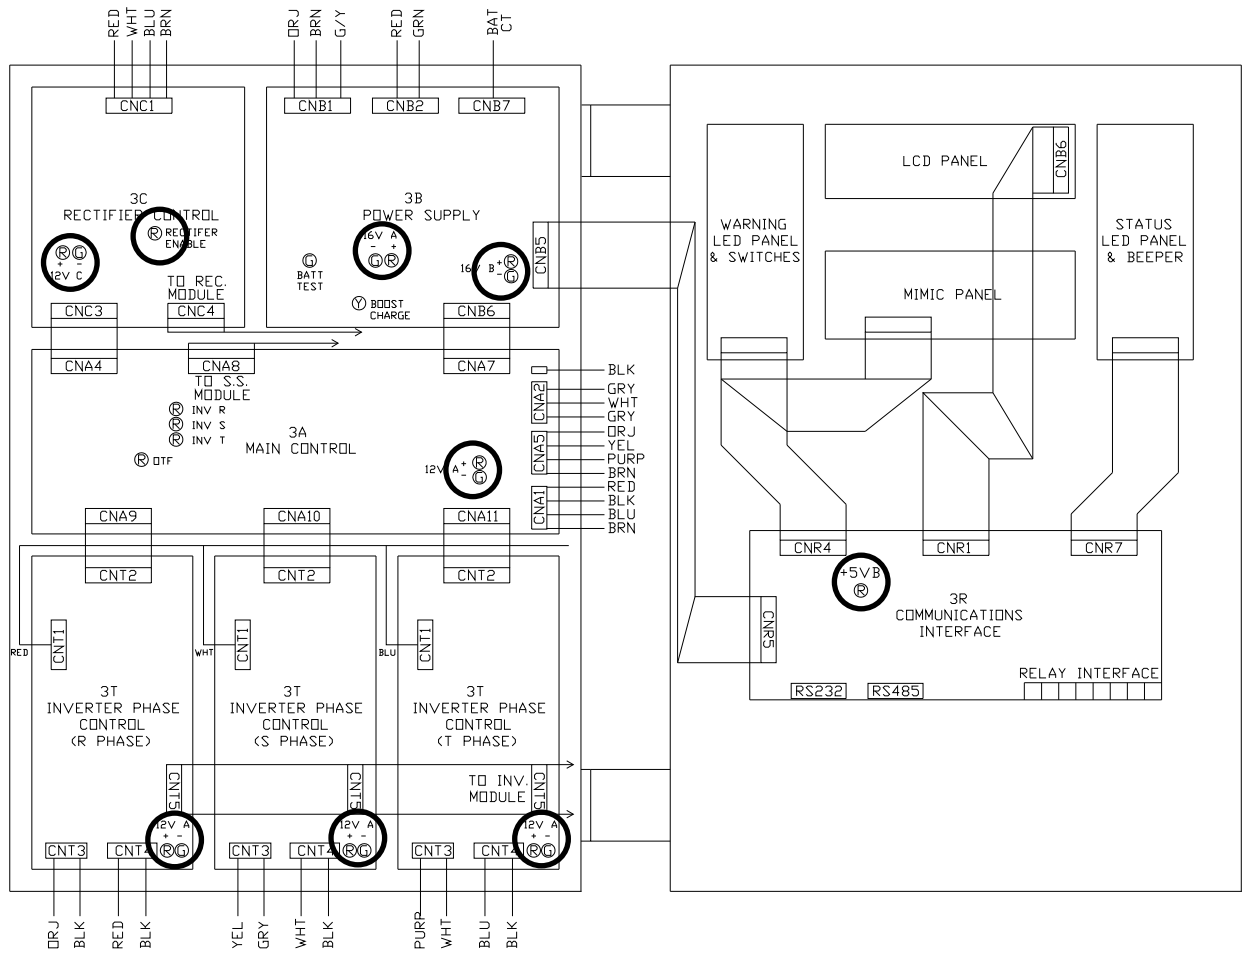 RED
WHT
BLU
BRN
ORJ
BRN
G/Y
RED
GRN
BAT
CT
CNC1
CNB1
CNB2
CNB7
3C
RECTIFIER CONTROL
R RECTIFER
ENABLE
R G
+ -
12V C
TO REC.
MODULE
CNC3
CNC4
3B
POWER SUPPLY
16V A
- +
G R
G
BATT
TEST
Y BOOST
CHARGE
16V B + R
- G
CNB5
CNB6
CNA4
CNA8
CNA7
TO S.S.
MODULE
R INV R
R INV S
R INV T
R OTF
3A
MAIN CONTROL
12V A + R
- G
BLK
CNA2
GRY
WHT
GRY
CNA5
ORJ
YEL
PURP
BRN
CNA1
RED
BLK
BLU
BRN
CNA9
CNA10
CNA11
CNT2
CNT2
CNT2
CNT1
RED
CNT1
WHT
CNT1
BLU
3T
INVERTER PHASE
CONTROL
(R PHASE)
3T
INVERTER PHASE
CONTROL
(S PHASE)
3T
INVERTER PHASE
CONTROL
(T PHASE)
CNT5
CNT5
CNT5
TO INV.
MODULE
12V A
+ -
R G
12V A
+ -
R G
12V A
+ -
R G
CNT3
CNT4
CNT3
CNT4
CNT3
CNT4
ORJ
BLK
RED
BLK
YEL
GRY
WHT
BLK
PURP
WHT
BLU
BLK
WARNING
LED PANEL
& SWITCHES
LCD PANEL
CNB6
MIMIC PANEL
STATUS
LED PANEL
& BEEPER
CNR4
CNR1
CNR7
+5VB
R
3R
COMMUNICATIONS
INTERFACE
CNR5
RS232
RS485
RELAY INTERFACE